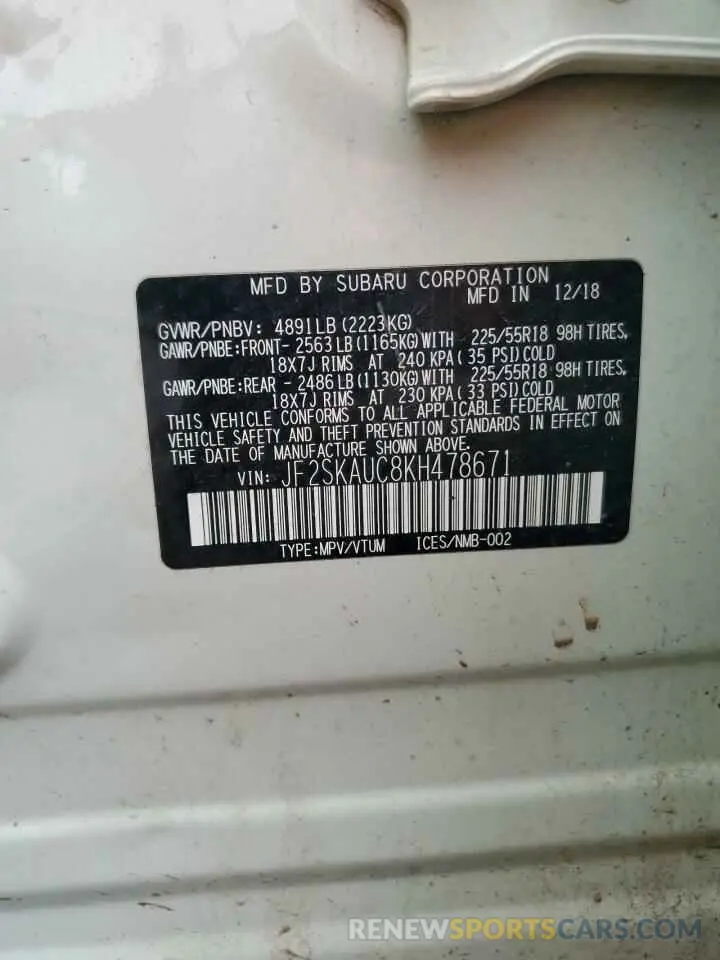 MFD BY SUBARU CORPORATION
MFD IN 12/18
GVWR/PNBV: 4891LB(2223KG)
GAWR/PNBE:FRONT- 2563LB(1165KG)WITH 225/55R18 98H TIRES,
18X7J RIMS AT 240 KPA( 35 PSI)COLD
GAWR/PNBE:REAR - 2486LB(1130KG)WITH 225/55R18 98H TIRES,
18X7J RIMS AT 230 KPA( 33 PSI)COLD
THIS VEHICLE CONFORMS TO ALL APPLICABLE FEDERAL MOTOR
VEHICLE SAFETY AND THEFT PREVENTION STANDARDS IN EFFECT ON
THE DATE OF MANUFACTURE SHOWN ABOVE.
VIN: JF2SKAUC8KH478671
TYPE:MPV/VTUM ICES/NMB-002
RENEWSPORTSCARS.COM